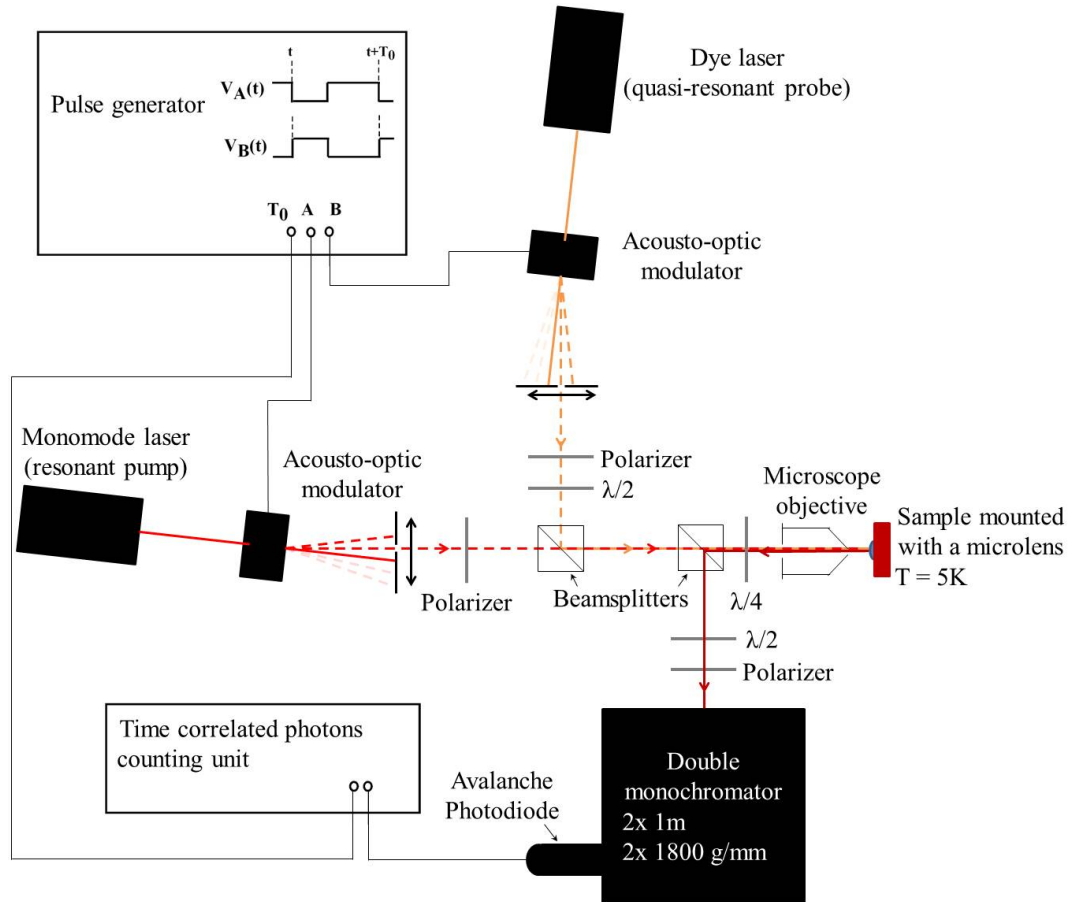 Pulse generator
t
t+T0
VA(t)
VB(t)
T0 A B
Dye laser
(quasi-resonant probe)
Acousto-optic
modulator
Monomode laser
(resonant pump)
Acousto-optic
modulator
Polarizer
Polarizer
λ/2
Beamsplitters
Microscope
objective
λ/4
Sample mounted
with a microlens
T = 5K
λ/2
Polarizer
Time correlated photons
counting unit
Avalanche
Photodiode
Double
monochromator
2x 1m
2x 1800 g/mm